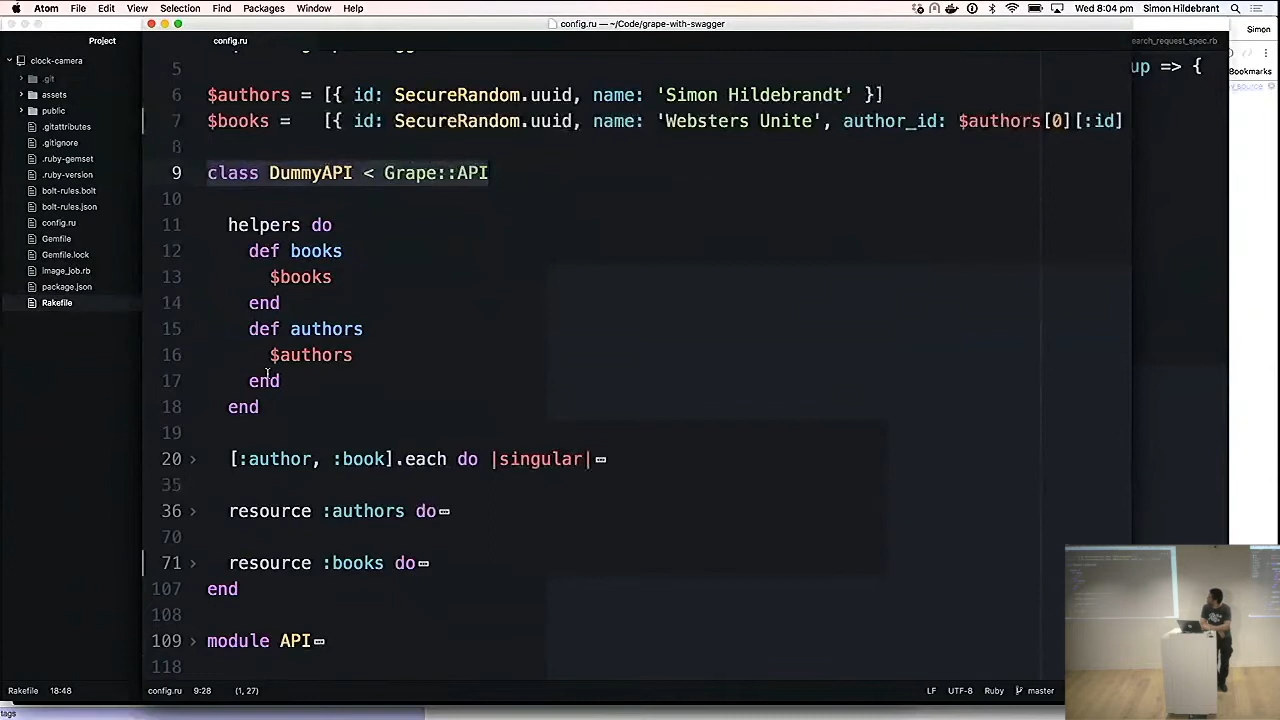 Atom File Edit View Selection Find Packages Window Help
Wed 8:04 pm Simon Hildebrant
config.ru — ~/Code/grape-with-swagger
Simon
Project
config.ru
earch_request_spec.rb
up => {
Bookmarks
clock-camera
.git
assets
public
.gitattributes
.gitignore
.ruby-gemset
.ruby-version
bolt-rules.bolt
bolt-rules.json
config.ru
Gemfile
Gemfile.lock
image_job.rb
package.json
Rakefile
5
6 $authors = [{ id: SecureRandom.uuid, name: 'Simon Hildebrandt' }]
7 $books = [{ id: SecureRandom.uuid, name: 'Websters Unite', author_id: $authors[0][:id]
8
9 class DummyAPI < Grape::API
10
11 helpers do
12 def books
13 $books
14 end
15 def authors
16 $authors
17 end
18 end
19
20 [:author, :book].each do |singular|
35
36 resource :authors do
70
71 resource :books do
107 end
108
109 module API
118
Rakefile 18:48
config.ru 9:28 (1, 27)
LF UTF-8 Ruby master
tags